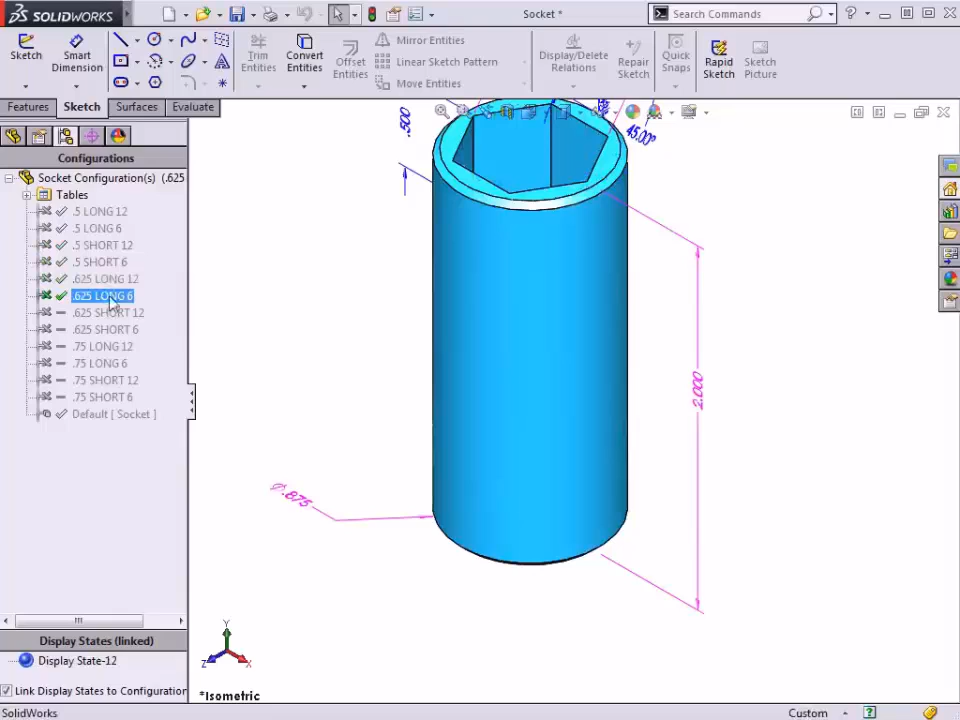 SOLIDWORKS
Socket *
Search Commands
Sketch
Smart Dimension
Trim Entities
Convert Entities
Offset Entities
Mirror Entities
Linear Sketch Pattern
Move Entities
Display/Delete Relations
Repair Sketch
Quick Snaps
Rapid Sketch
Sketch Picture
Features
Sketch
Surfaces
Evaluate
Configurations
Socket Configuration(s) (.625
Tables
.5 LONG 12
.5 LONG 6
.5 SHORT 12
.5 SHORT 6
.625 LONG 12
.625 LONG 6
.625 SHORT 12
.625 SHORT 6
.75 LONG 12
.75 LONG 6
.75 SHORT 12
.75 SHORT 6
Default [ Socket ]
.500
45.00°
2.000
Ø.875
Y
Z
X
*Isometric
Display States (linked)
Display State-12
Link Display States to Configuration
SolidWorks
Custom